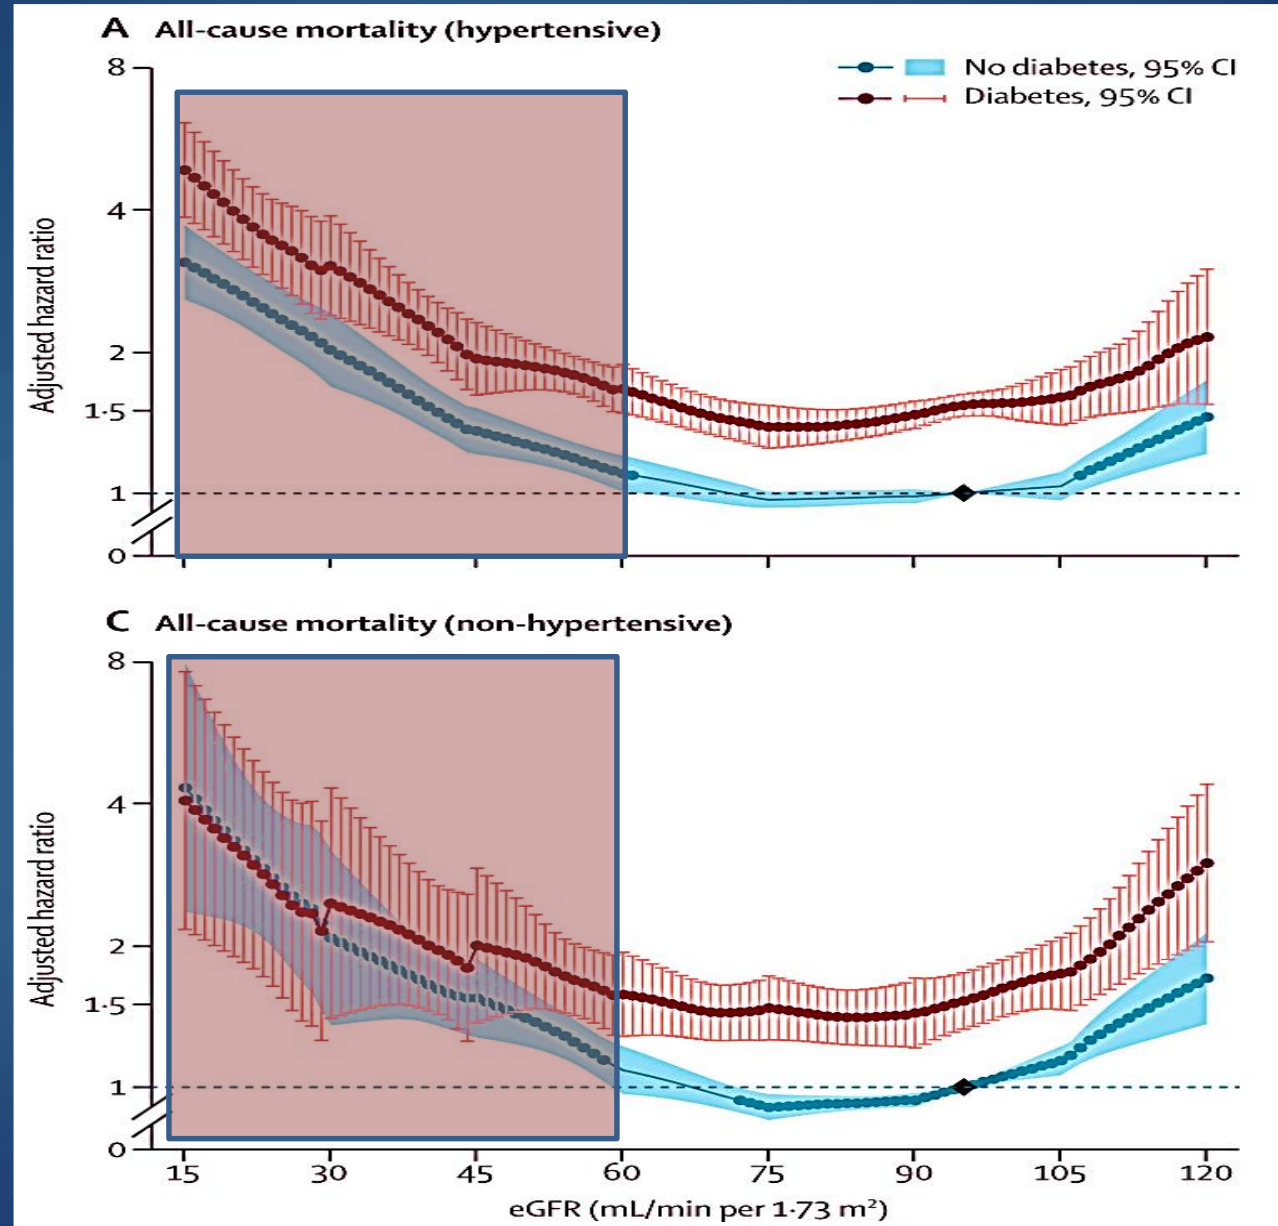 A All-cause mortality (hypertensive)
No diabetes, 95% CI
Diabetes, 95% CI
8
4
2
1·5
1
0
Adjusted hazard ratio
C All-cause mortality (non-hypertensive)
8
4
2
1·5
1
0
Adjusted hazard ratio
15 30 45 60 75 90 105 120
eGFR (mL/min per 1·73 m²)